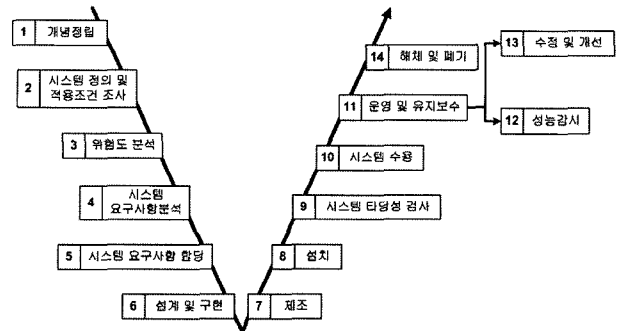 1 개념정립
2 시스템 정의 및
적용조건 조사
3 위험도 분석
4 시스템
요구사항분석
5 시스템 요구사항 할당
6 설계 및 구현
7 제조
8 설치
9 시스템 타당성 검사
10 시스템 수용
11 운영 및 유지보수
12 성능감시
13 수정 및 개선
14 해체 및 폐기